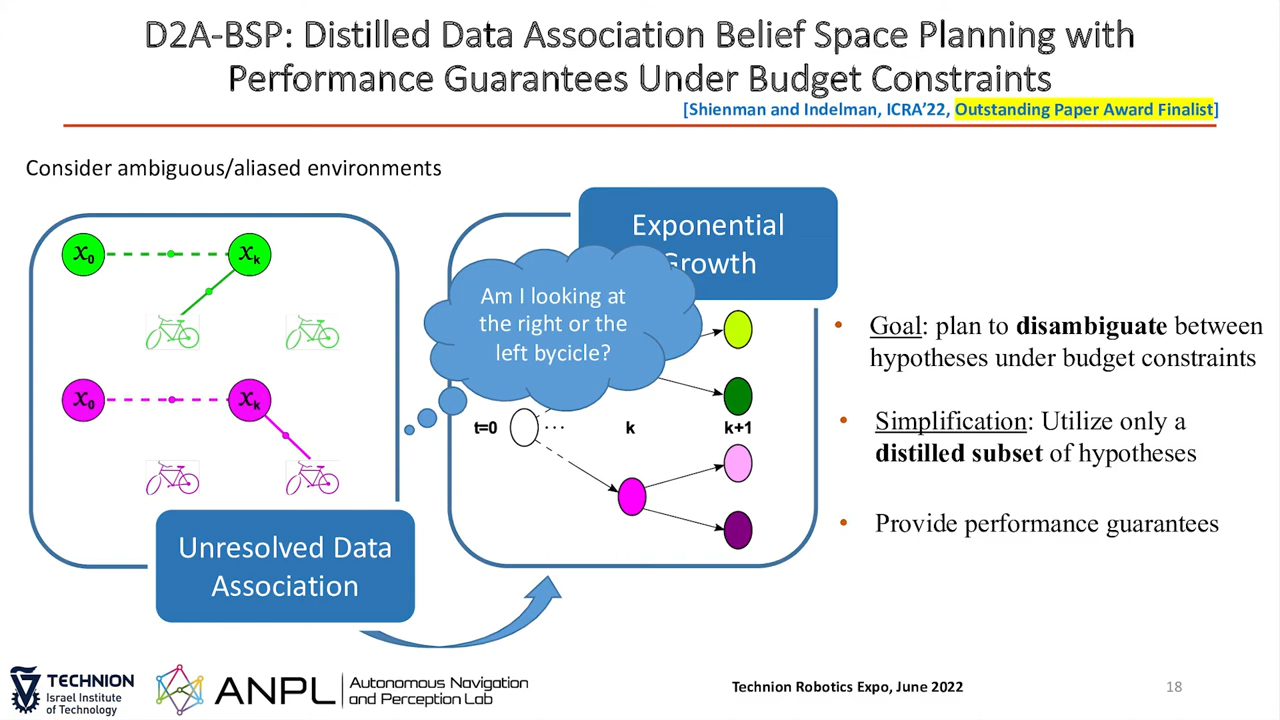 D2A-BSP: Distilled Data Association Belief Space Planning with
Performance Guarantees Under Budget Constraints
[Shienman and Indelman, ICRA’22, Outstanding Paper Award Finalist]
Consider ambiguous/aliased environments
x0
xk
x0
xk
Unresolved Data
Association
Exponential
Growth
Am I looking at
the right or the
left bycicle?
t=0
...
k
k+1
• Goal: plan to disambiguate between
hypotheses under budget constraints
• Simplification: Utilize only a
distilled subset of hypotheses
• Provide performance guarantees
TECHNION
Israel Institute
of Technology
ANPL
Autonomous Navigation
and Perception Lab
Technion Robotics Expo, June 2022
18